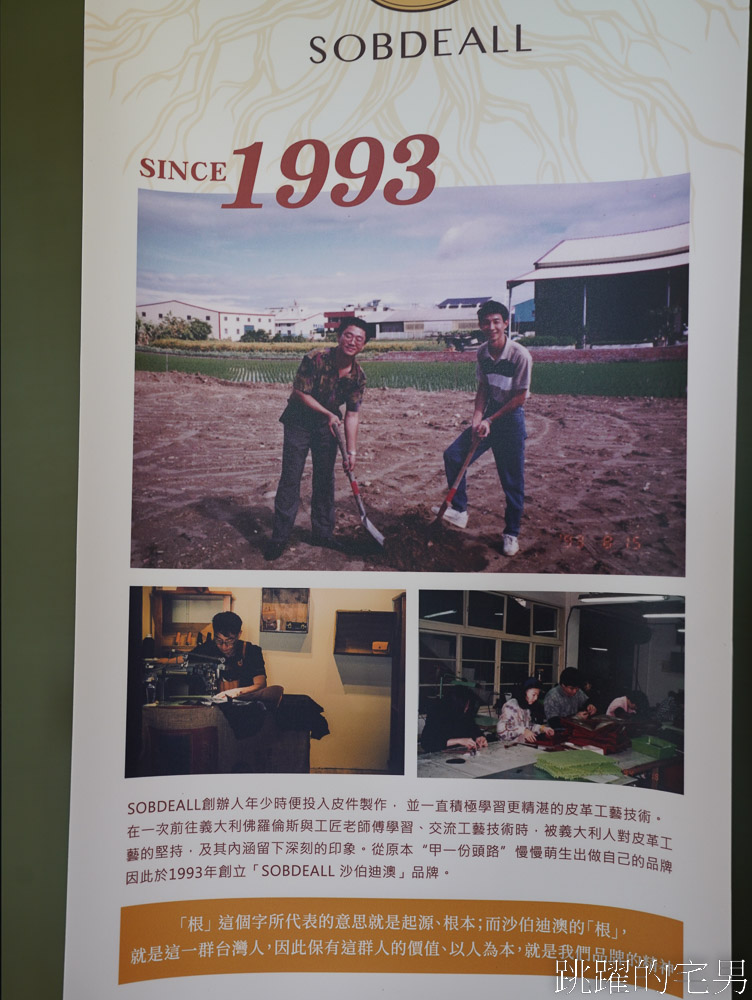 SOBDEALL
SINCE 1993
'93 8 15
SOBDEALL創辦人年少時便投入皮件製作， 並一直積極學習更精湛的皮革工藝技術。
在一次前往義大利佛羅倫斯與工匠老師傅學習、交流工藝技術時，被義大利人對皮革工
藝的堅持，及其內涵留下深刻的印象。從原本“甲一份頭路”慢慢萌生出做自己的品牌
因此於1993年創立「SOBDEALL 沙伯迪澳」品牌。
「根」這個字所代表的意思就是起源、根本；而沙伯迪澳的「根」，
就是這一群台灣人，因此保有這群人的價值、以人為本，就是我們品牌的精神
跳躍的宅男